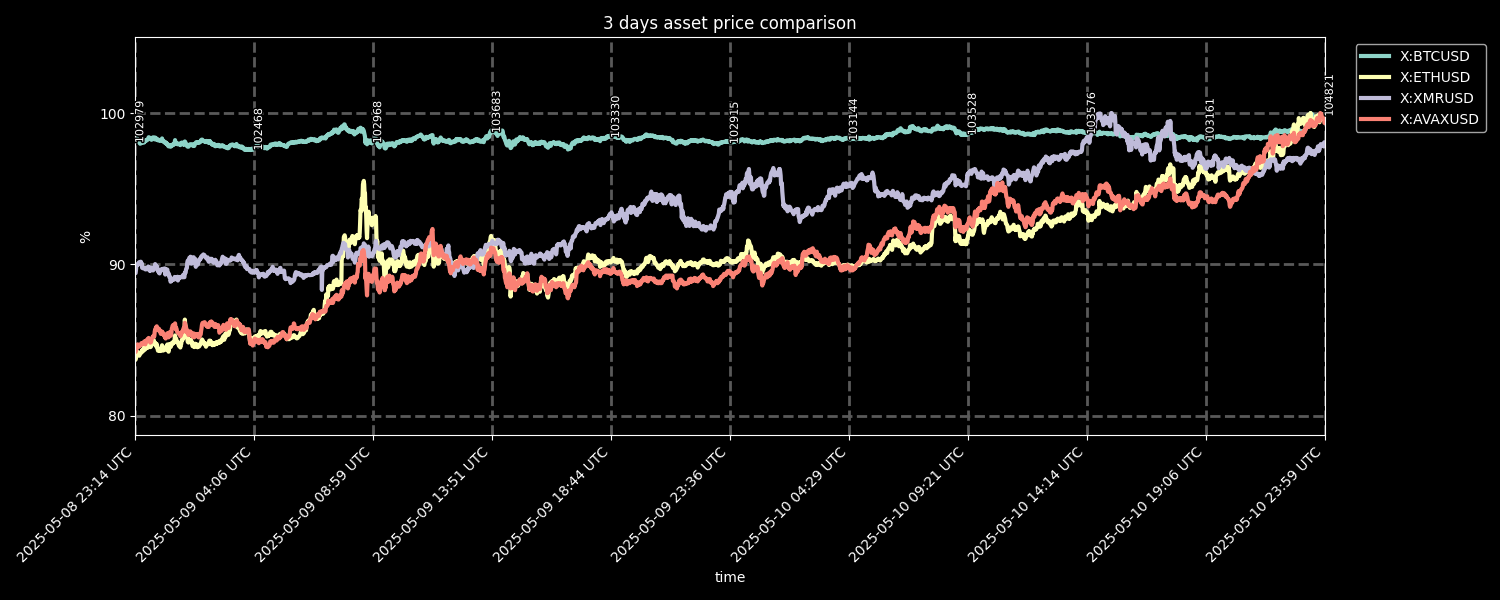 3 days asset price comparison
X:BTCUSD
X:ETHUSD
X:XMRUSD
X:AVAXUSD
%
100
90
80
102979
102468
102968
103683
103330
102915
103144
103528
103576
103161
104821
2025-05-08 23:14 UTC
2025-05-09 04:06 UTC
2025-05-09 08:59 UTC
2025-05-09 13:51 UTC
2025-05-09 18:44 UTC
2025-05-09 23:36 UTC
2025-05-10 04:29 UTC
2025-05-10 09:21 UTC
2025-05-10 14:14 UTC
2025-05-10 19:06 UTC
2025-05-10 23:59 UTC
time